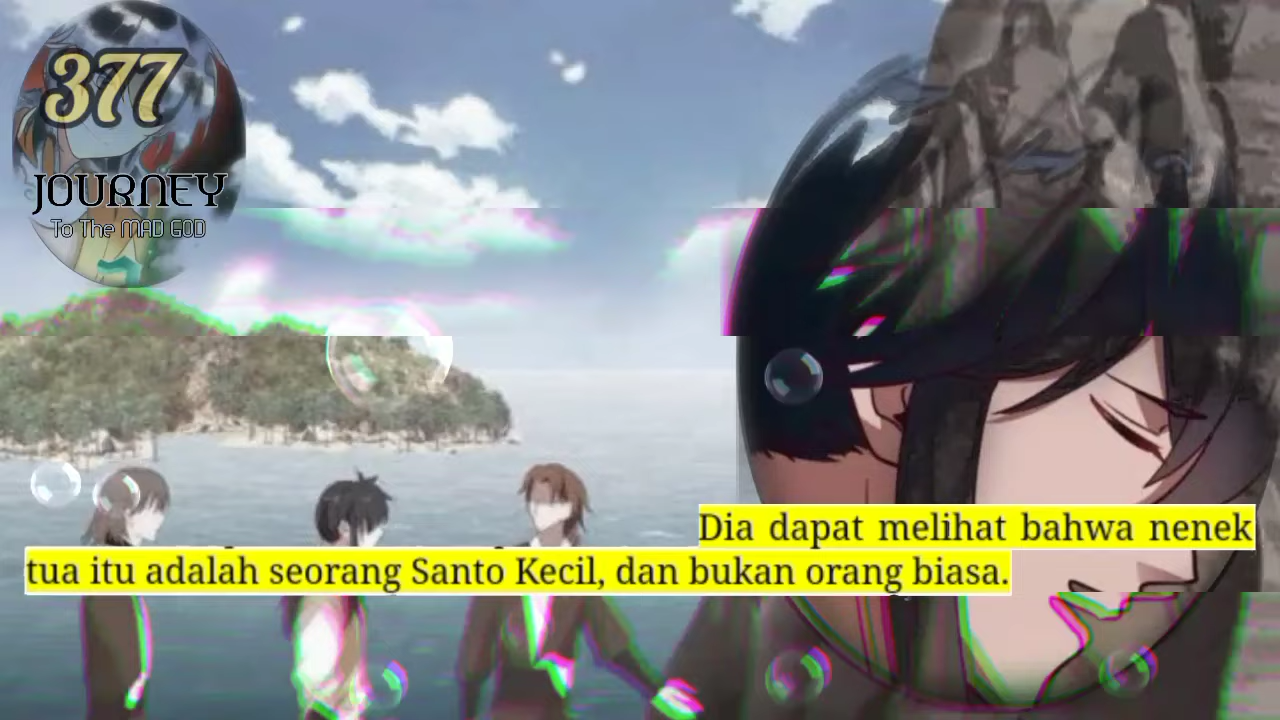 377
JOURNEY
To The MAD GOD
Dia dapat melihat bahwa nenek
tua itu adalah seorang Santo Kecil, dan bukan orang biasa.